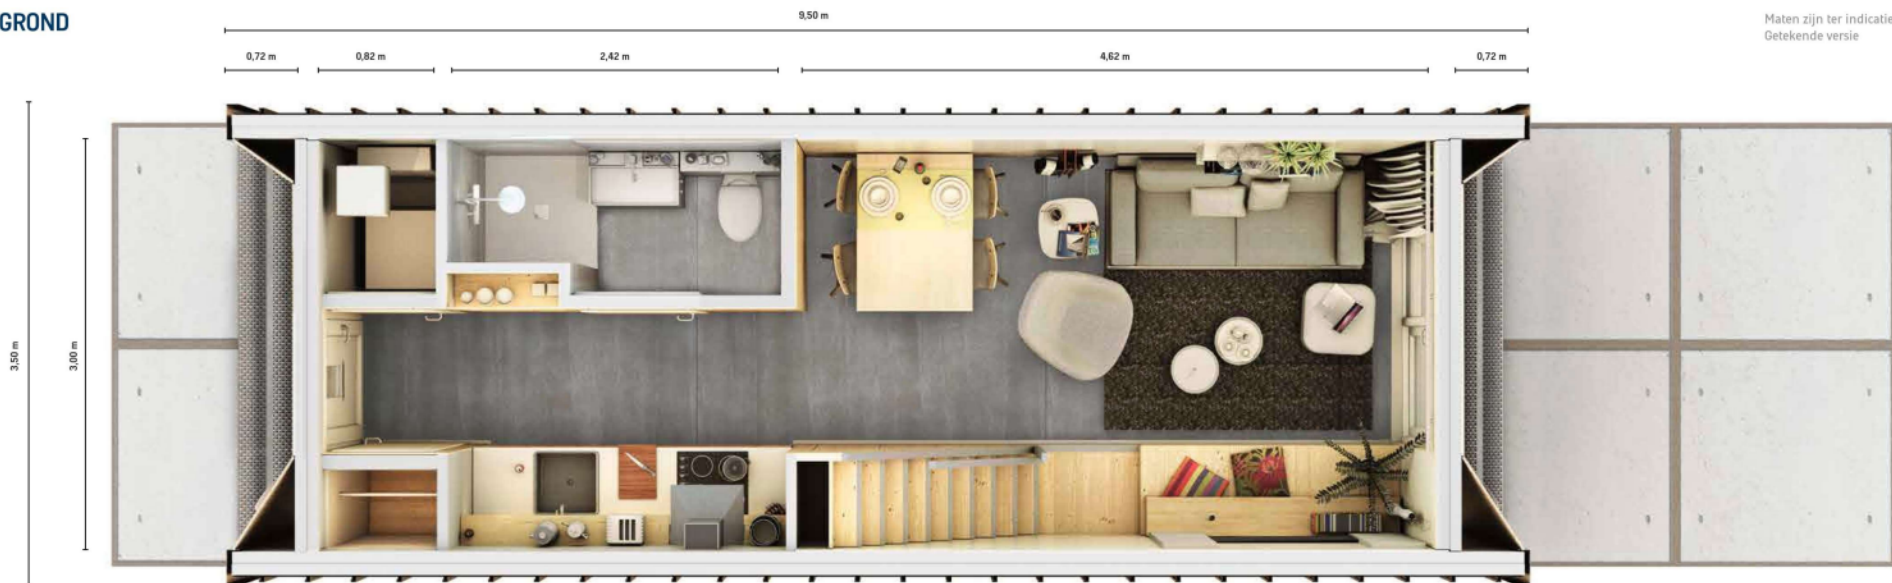 GROND
9,50 m
Maten zijn ter indicatie
Getekende versie
0,72 m
0,82 m
2,42 m
4,62 m
0,72 m
3,50 m
3,00 m